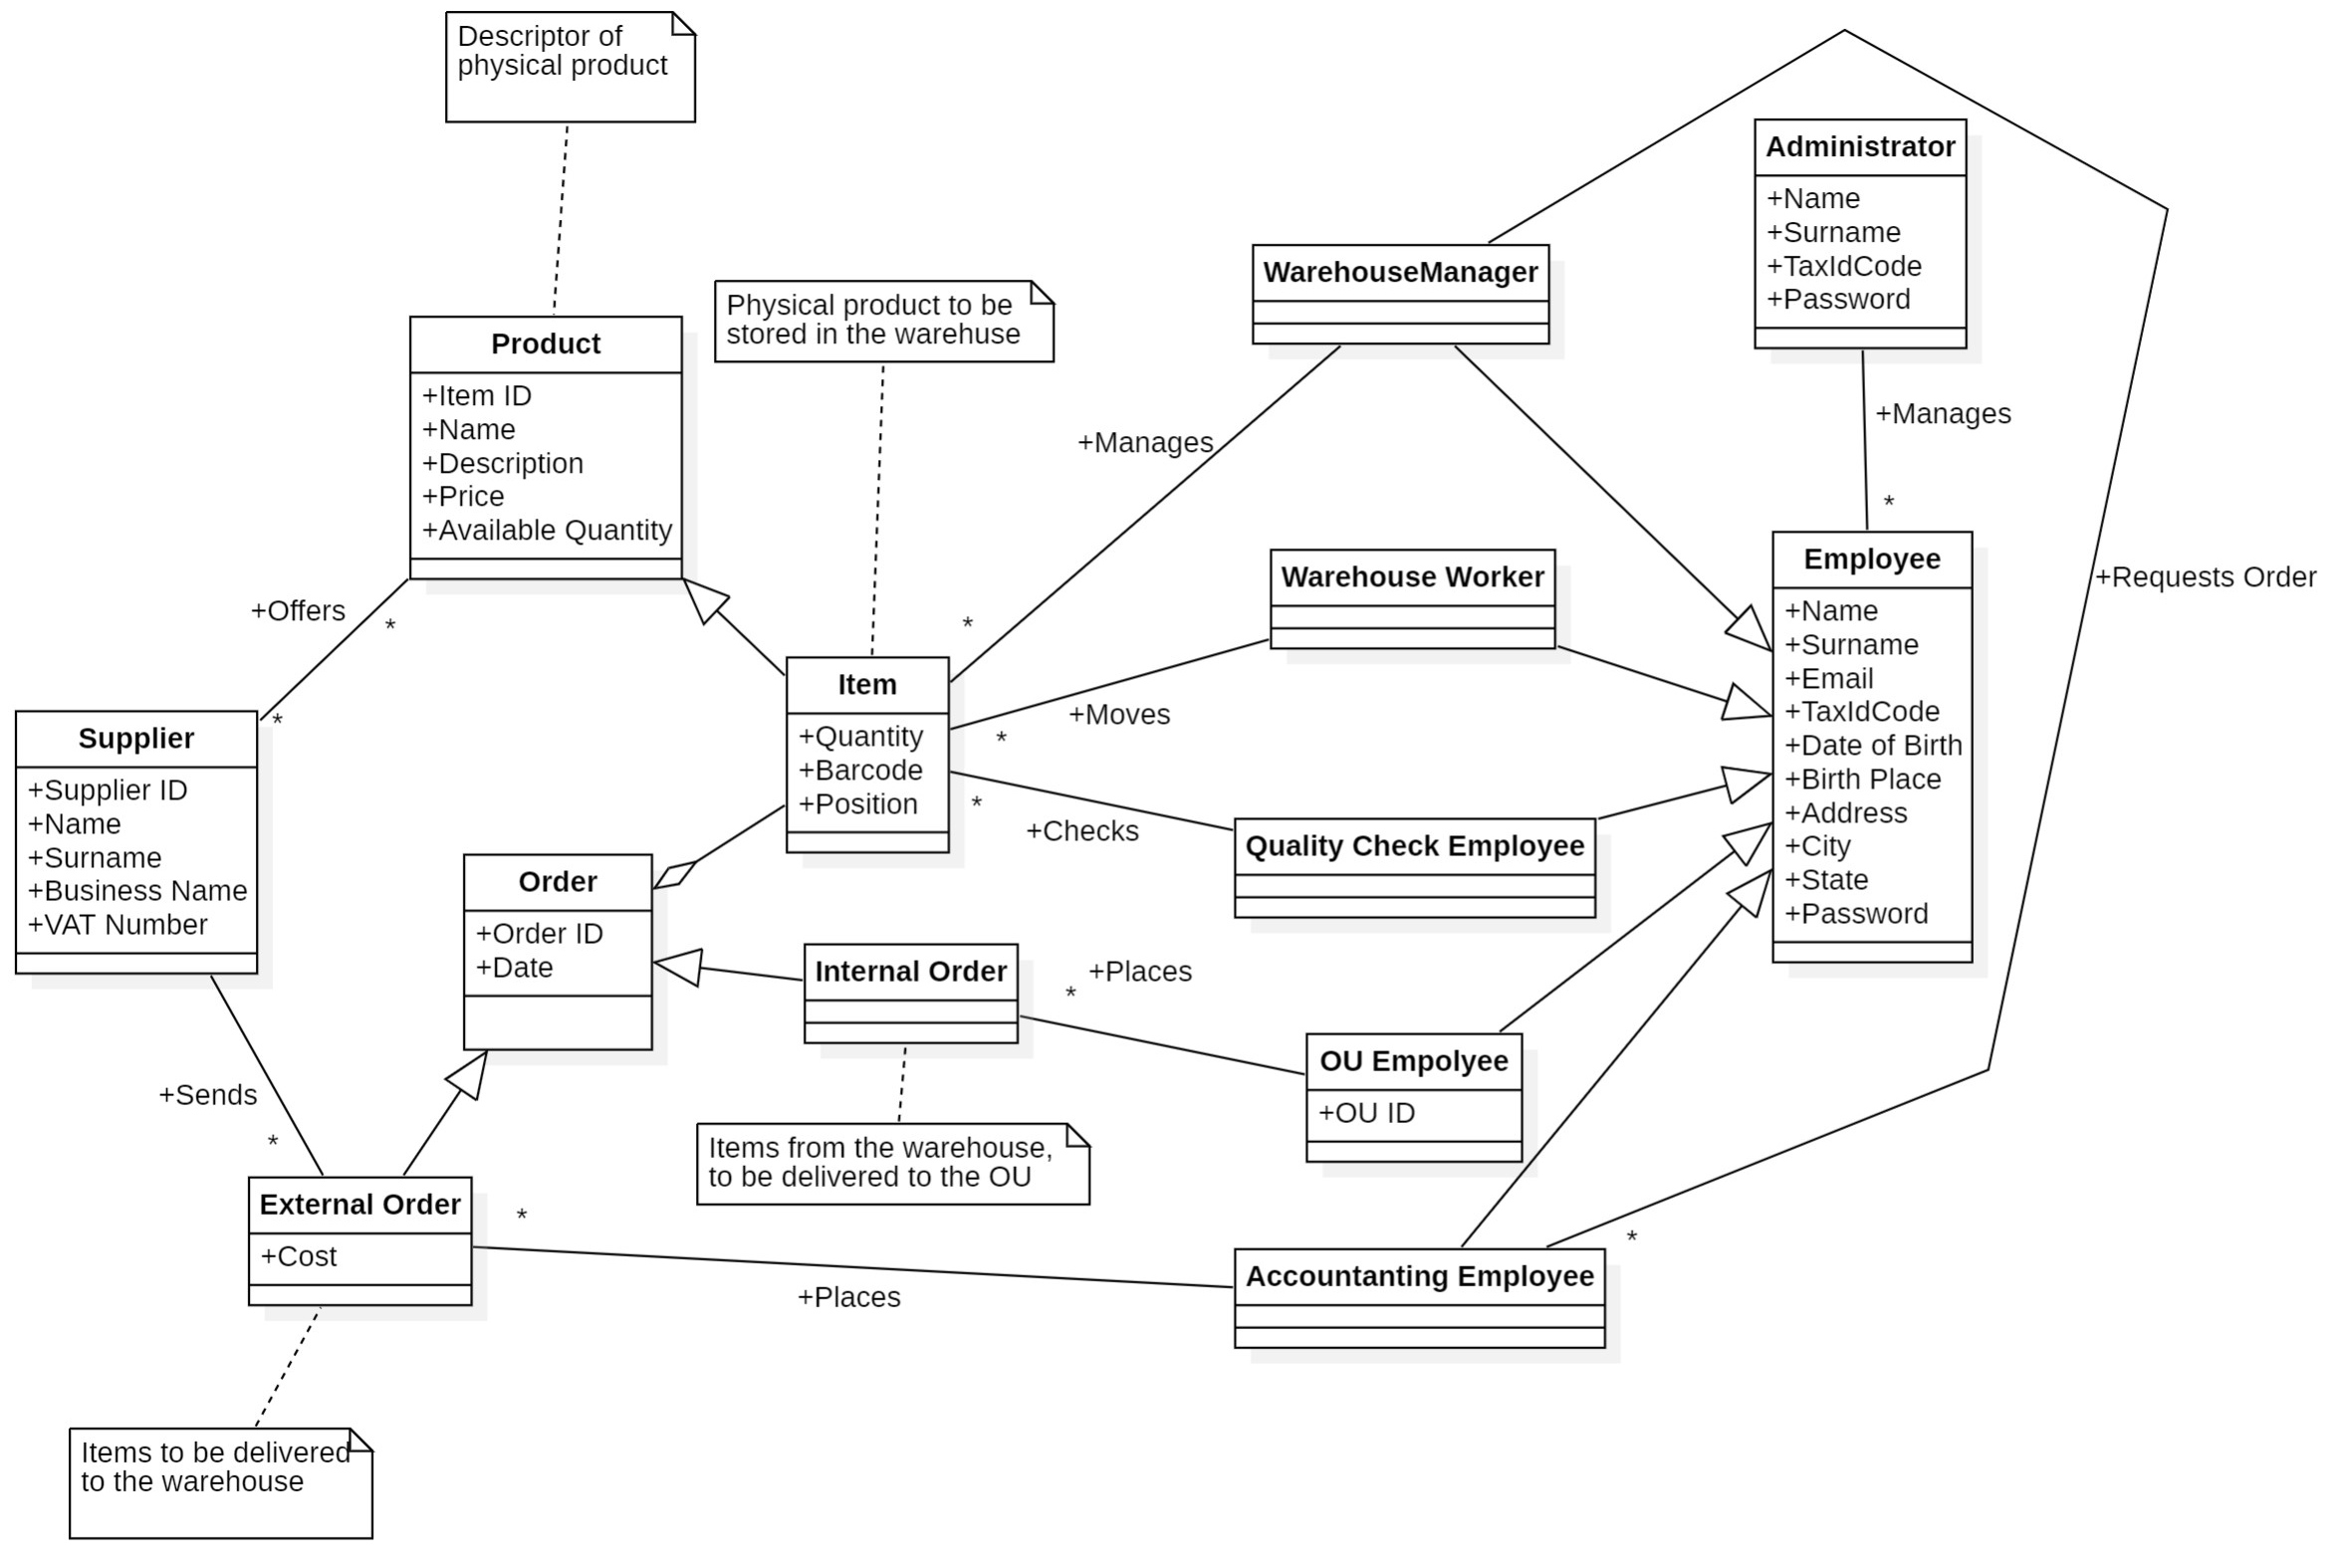 Descriptor of
physical product
Administrator
+Name
+Surname
+TaxIdCode
+Password
WarehouseManager
Physical product to be
stored in the warehuse
Product
+Item ID
+Name
+Description
+Price
+Available Quantity
+Manages
+Manages
*
Employee
+Name
+Surname
+Email
+TaxIdCode
+Date of Birth
+Birth Place
+Address
+City
+State
+Password
+Requests Order
Warehouse Worker
+Offers
*
*
*
Item
+Quantity
+Barcode
+Position
+Moves
*
*
+Checks
Supplier
+Supplier ID
+Name
+Surname
+Business Name
+VAT Number
Quality Check Employee
Order
+Order ID
+Date
Internal Order
+Places
*
OU Empolyee
+OU ID
+Sends
*
Items from the warehouse,
to be delivered to the OU
External Order
+Cost
*
+Places
*
Accountanting Employee
Items to be delivered
to the warehouse